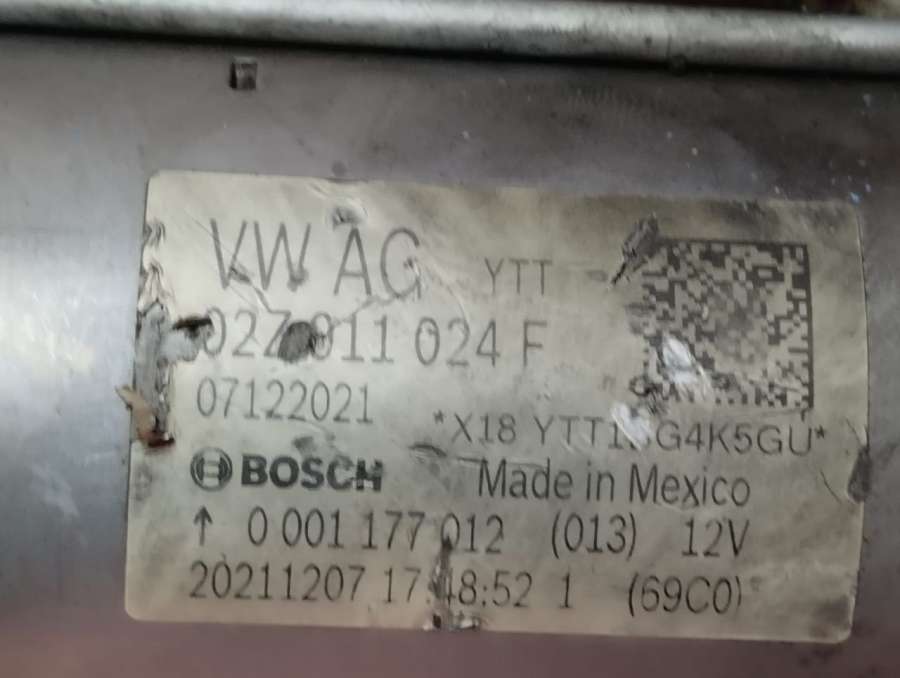 VW AG YTT
024 F
07122021
*X18
BOSCH Made in Mexico
↑ 0 001 177 012 (013) 12V
20211207 17:48:52 1 (69C0)